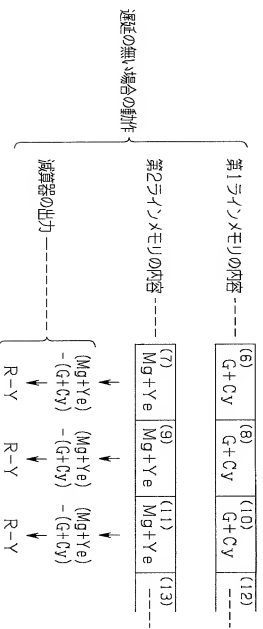 遅延の無い場合の動作
第1ラインメモリの内容
(6) (8) (10) (12)
G+Cy G+Cy G+Cy
第2ラインメモリの内容
(7) (9) (11) (13)
Mg+Ye Mg+Ye Mg+Ye
減算器の出力
(Mg+Ye) (Mg+Ye) (Mg+Ye)
-(G+Cy) -(G+Cy) -(G+Cy)
R-Y R-Y R-Y